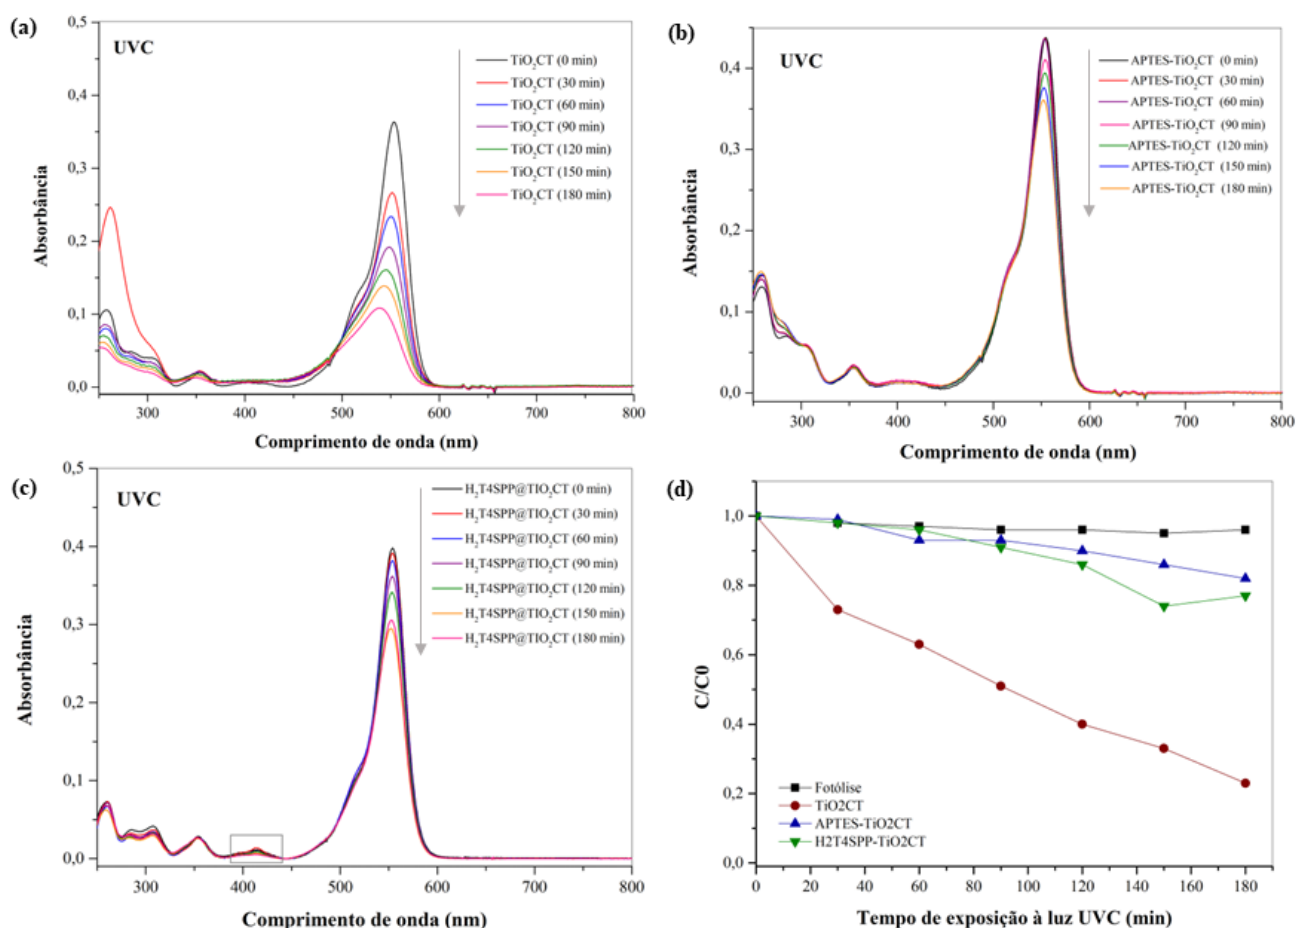 (a)
UVC
TiO₂CT (0 min)
TiO₂CT (30 min)
TiO₂CT (60 min)
TiO₂CT (90 min)
TiO₂CT (120 min)
TiO₂CT (150 min)
TiO₂CT (180 min)
0,5
0,4
0,3
0,2
0,1
0,0
Absorbância
300 400 500 600 700 800
Comprimento de onda (nm)
(b)
UVC
APTES-TiO₂CT (0 min)
APTES-TiO₂CT (30 min)
APTES-TiO₂CT (60 min)
APTES-TiO₂CT (90 min)
APTES-TiO₂CT (120 min)
APTES-TiO₂CT (150 min)
APTES-TiO₂CT (180 min)
0,4
0,3
0,2
0,1
0,0
Absorbância
300 400 500 600 700 800
Comprimento de onda (nm)
(c)
UVC
H₂T4SPP@TIO₂CT (0 min)
H₂T4SPP@TIO₂CT (30 min)
H₂T4SPP@TIO₂CT (60 min)
H₂T4SPP@TIO₂CT (90 min)
H₂T4SPP@TIO₂CT (120 min)
H₂T4SPP@TIO₂CT (150 min)
H₂T4SPP@TIO₂CT (180 min)
0,5
0,4
0,3
0,2
0,1
0,0
Absorbância
300 400 500 600 700 800
Comprimento de onda (nm)
(d)
1,0
0,8
0,6
0,4
0,2
0,0
C/C0
Fotólise
TiO2CT
APTES-TiO2CT
H2T4SPP-TiO2CT
0 20 40 60 80 100 120 140 160 180
Tempo de exposição à luz UVC (min)